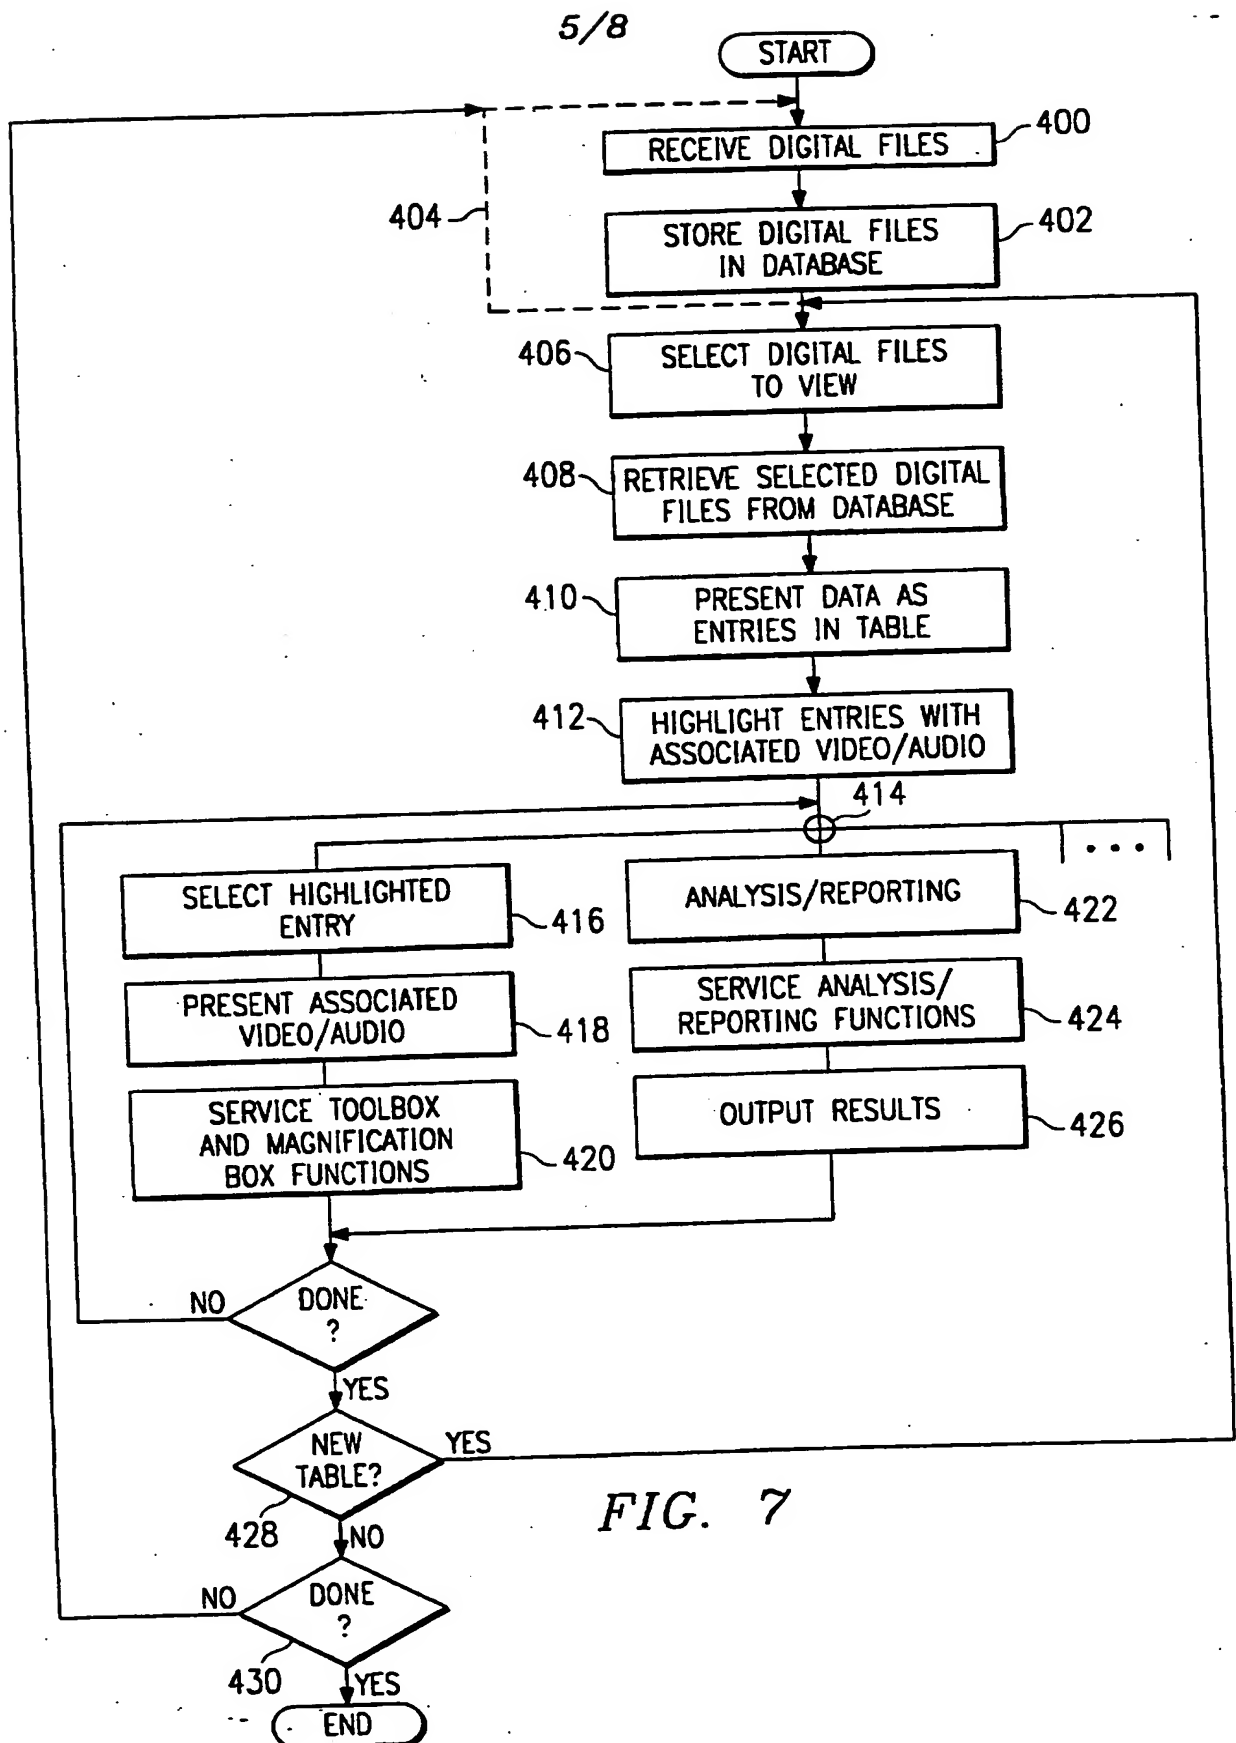 5/8
START
RECEIVE DIGITAL FILES
400
STORE DIGITAL FILES
IN DATABASE
402
404
406
SELECT DIGITAL FILES
TO VIEW
408
RETRIEVE SELECTED DIGITAL
FILES FROM DATABASE
410
PRESENT DATA AS
ENTRIES IN TABLE
412
HIGHLIGHT ENTRIES WITH
ASSOCIATED VIDEO/AUDIO
414
SELECT HIGHLIGHTED
ENTRY
416
ANALYSIS/REPORTING
422
• • •
PRESENT ASSOCIATED
VIDEO/AUDIO
418
SERVICE ANALYSIS/
REPORTING FUNCTIONS
424
SERVICE TOOLBOX
AND MAGNIFICATION
BOX FUNCTIONS
420
OUTPUT RESULTS
426
NO
DONE
?
YES
NEW
TABLE?
YES
428
NO
FIG. 7
NO
DONE
?
430
YES
END